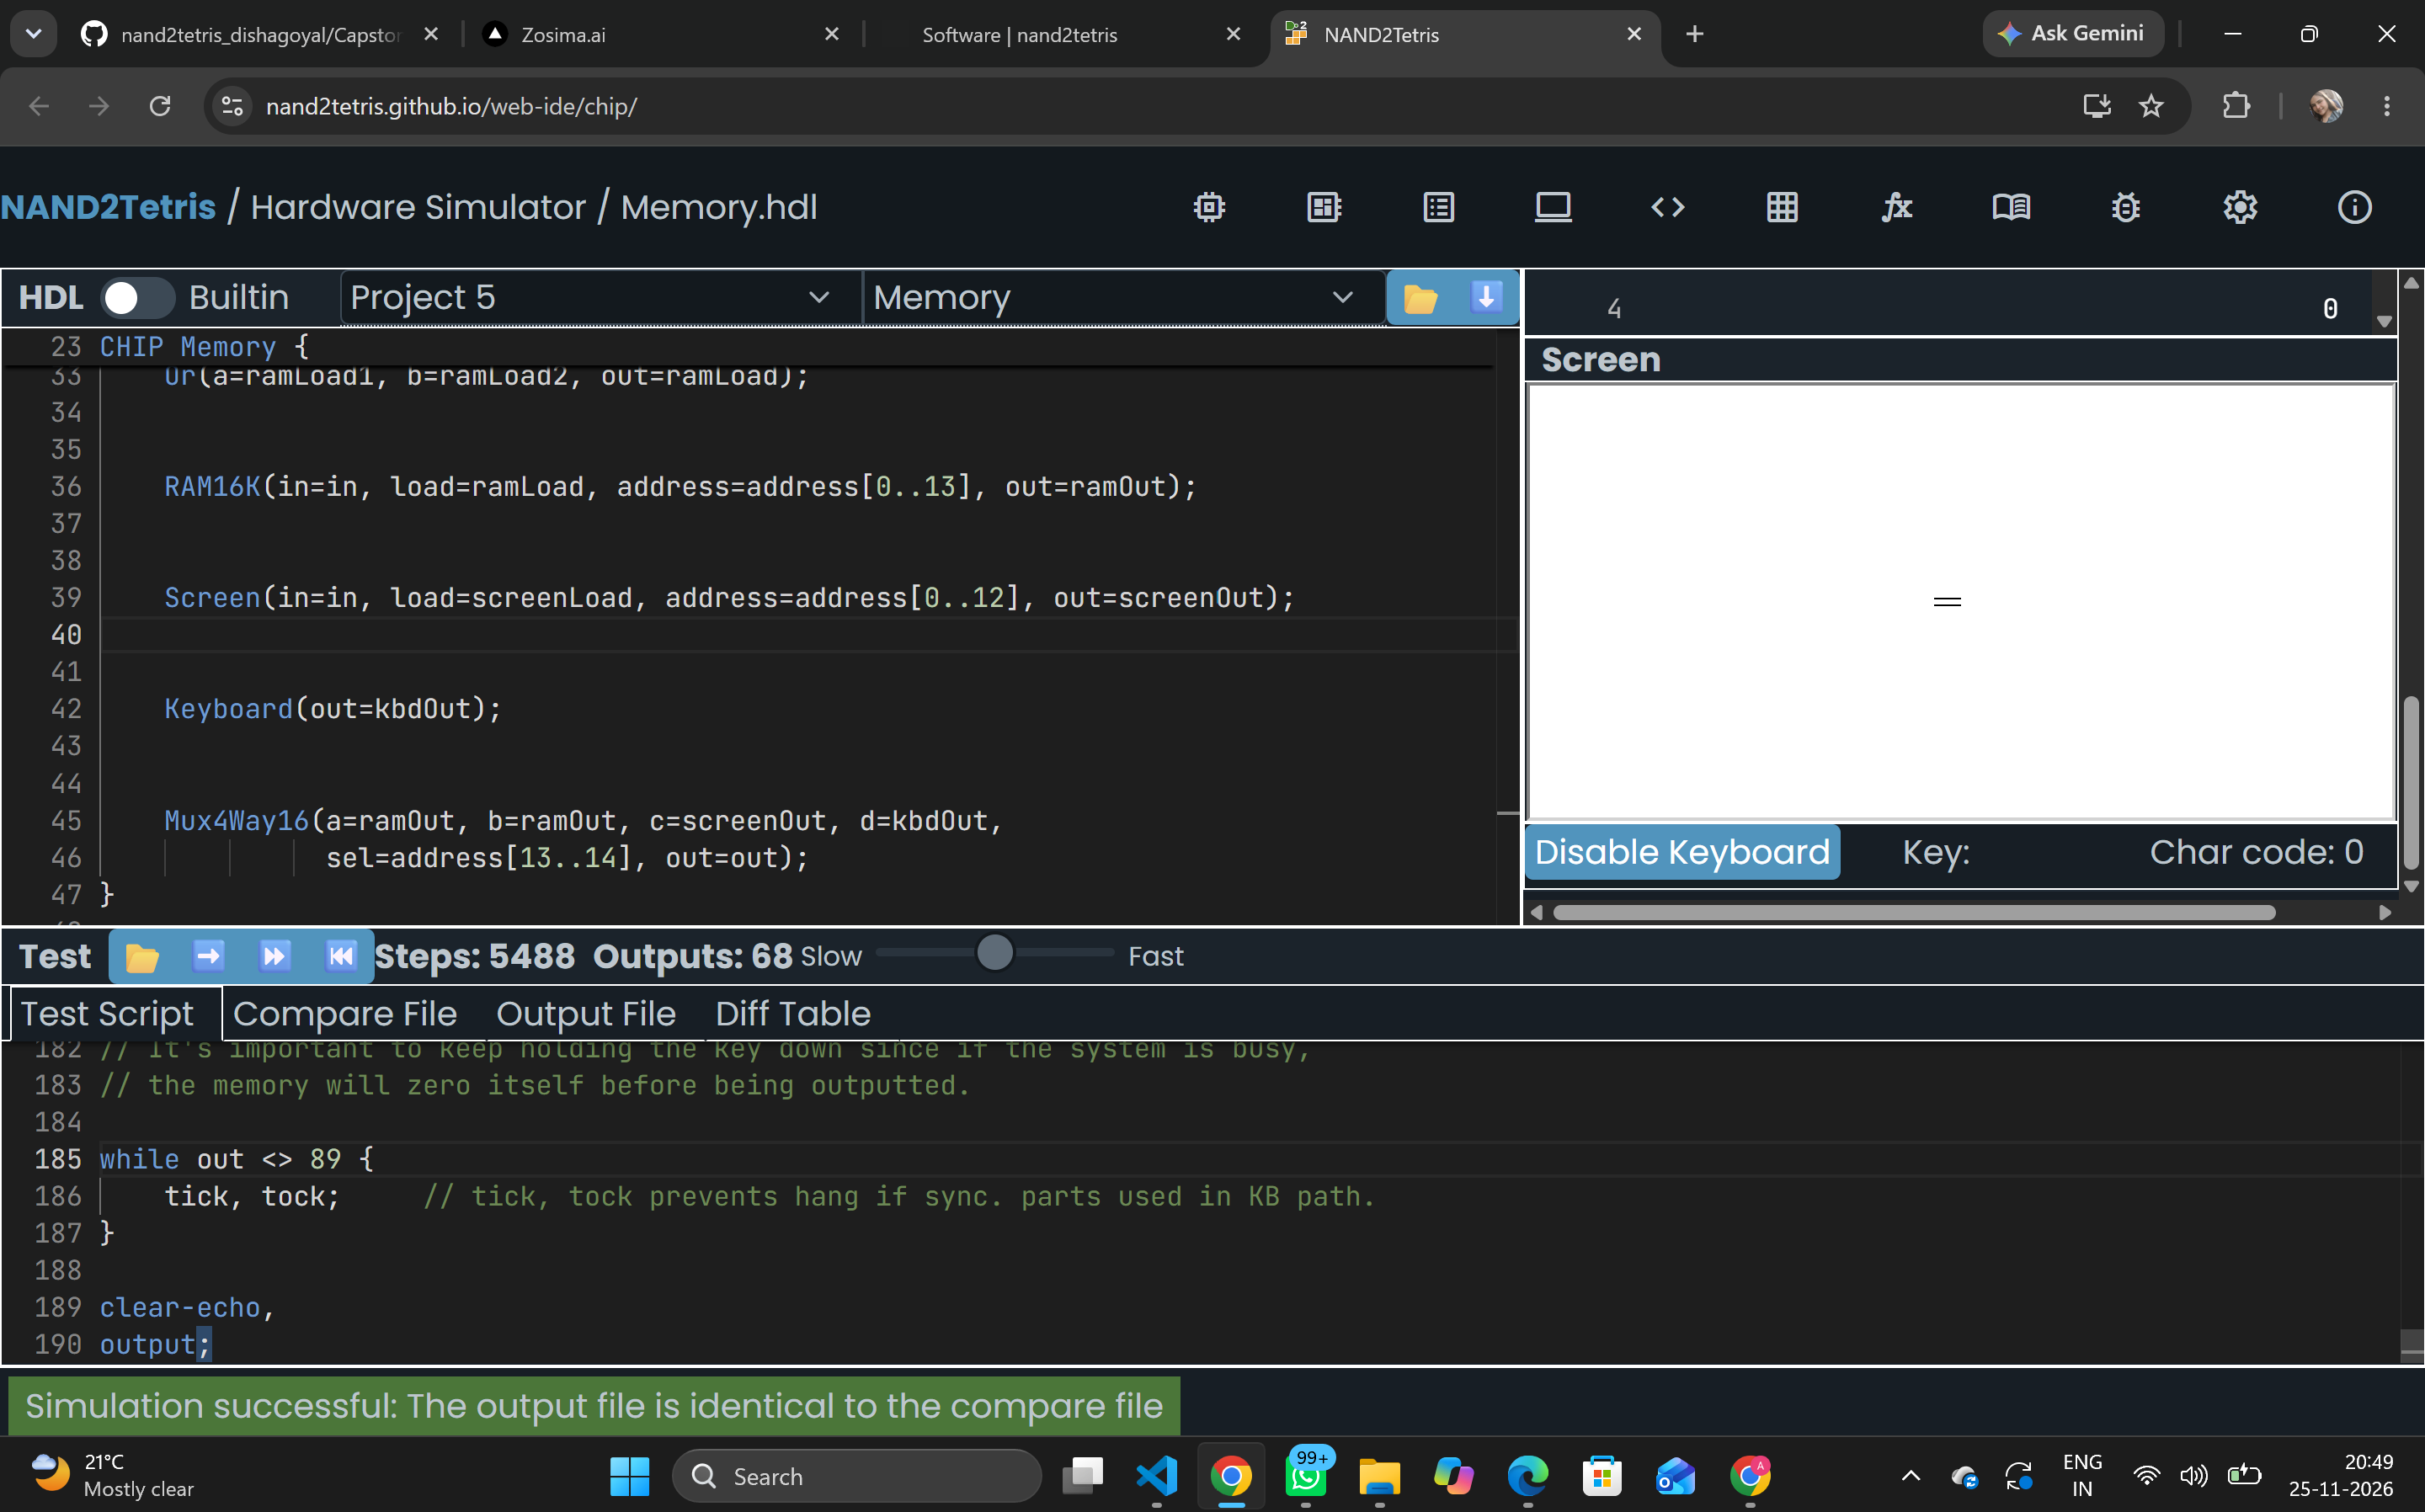 nand2tetris_dishagoyal/Capstor
Zosima.ai
Software | nand2tetris
NAND2Tetris
Ask Gemini
nand2tetris.github.io/web-ide/chip/
NAND2Tetris / Hardware Simulator / Memory.hdl
HDL Builtin Project 5 Memory
23 CHIP Memory {
33 Or(a=ramLoad1, b=ramLoad2, out=ramLoad);
34
35
36 RAM16K(in=in, load=ramLoad, address=address[0..13], out=ramOut);
37
38
39 Screen(in=in, load=screenLoad, address=address[0..12], out=screenOut);
40
41
42 Keyboard(out=kbdOut);
43
44
45 Mux4Way16(a=ramOut, b=ramOut, c=screenOut, d=kbdOut,
46 sel=address[13..14], out=out);
47 }
4 0
Screen
Disable Keyboard Key: Char code: 0
Test Steps: 5488 Outputs: 68 Slow Fast
Test Script Compare File Output File Diff Table
182 // It's important to keep holding the key down since if the system is busy,
183 // the memory will zero itself before being outputted.
184
185 while out <> 89 {
186 tick, tock; // tick, tock prevents hang if sync. parts used in KB path.
187 }
188
189 clear-echo,
190 output;
Simulation successful: The output file is identical to the compare file
21°C
Mostly clear
Search
99+
A
ENG
IN
20:49
25-11-2026